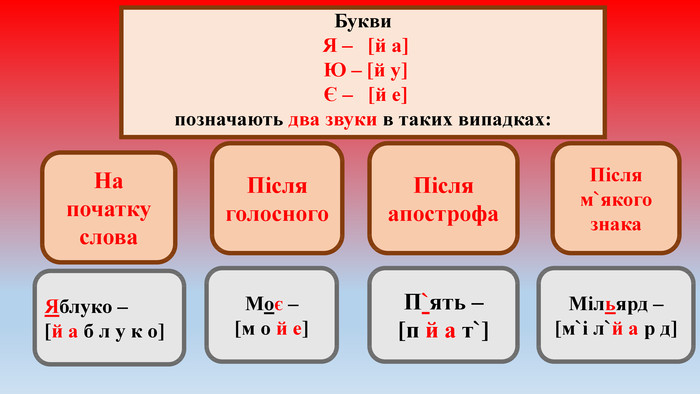 Букви
Я – [й а]
Ю – [й у]
Є – [й е]
позначають два звуки в таких випадках:
На
початку
слова
Після
голосного
Після
апострофа
Після
м`якого
знака
Яблуко –
[й а б л у к о]
Моє –
[м о й е]
П`ять –
[п й а т`]
Мільярд –
[м`і л`й а р д]